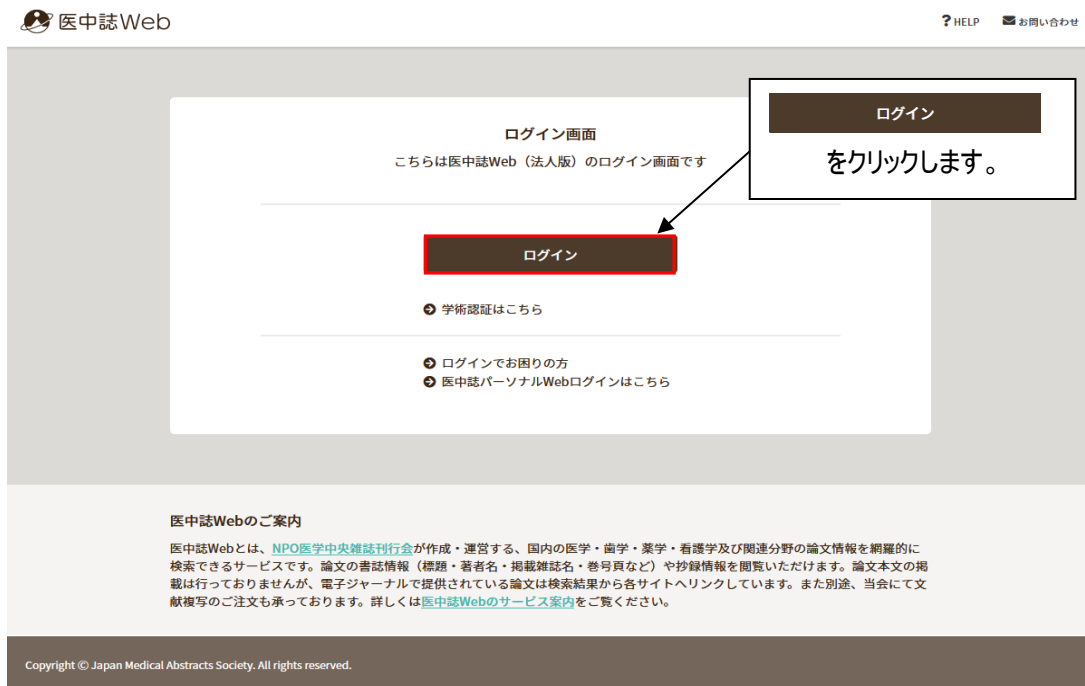 医中誌Web
? HELP
お問い合わせ
ログイン画面
こちらは医中誌Web（法人版）のログイン画面です
ログイン
をクリックします。
ログイン
学術認証はこちら
ログインでお困りの方
医中誌パーソナルWebログインはこちら
医中誌Webのご案内
医中誌Webとは、NPO医学中央雑誌刊行会が作成・運営する、国内の医学・歯学・薬学・看護学及び関連分野の論文情報を網羅的に
検索できるサービスです。論文の書誌情報（標題・著者名・掲載雑誌名・巻号頁など）や抄録情報を閲覧いただけます。論文本文の掲
載は行っておりませんが、電子ジャーナルで提供されている論文は検索結果から各サイトへリンクしています。また別途、当会にて文
献複写のご注文も承っております。詳しくは医中誌Webのサービス案内をご覧ください。
Copyright © Japan Medical Abstracts Society. All rights reserved.